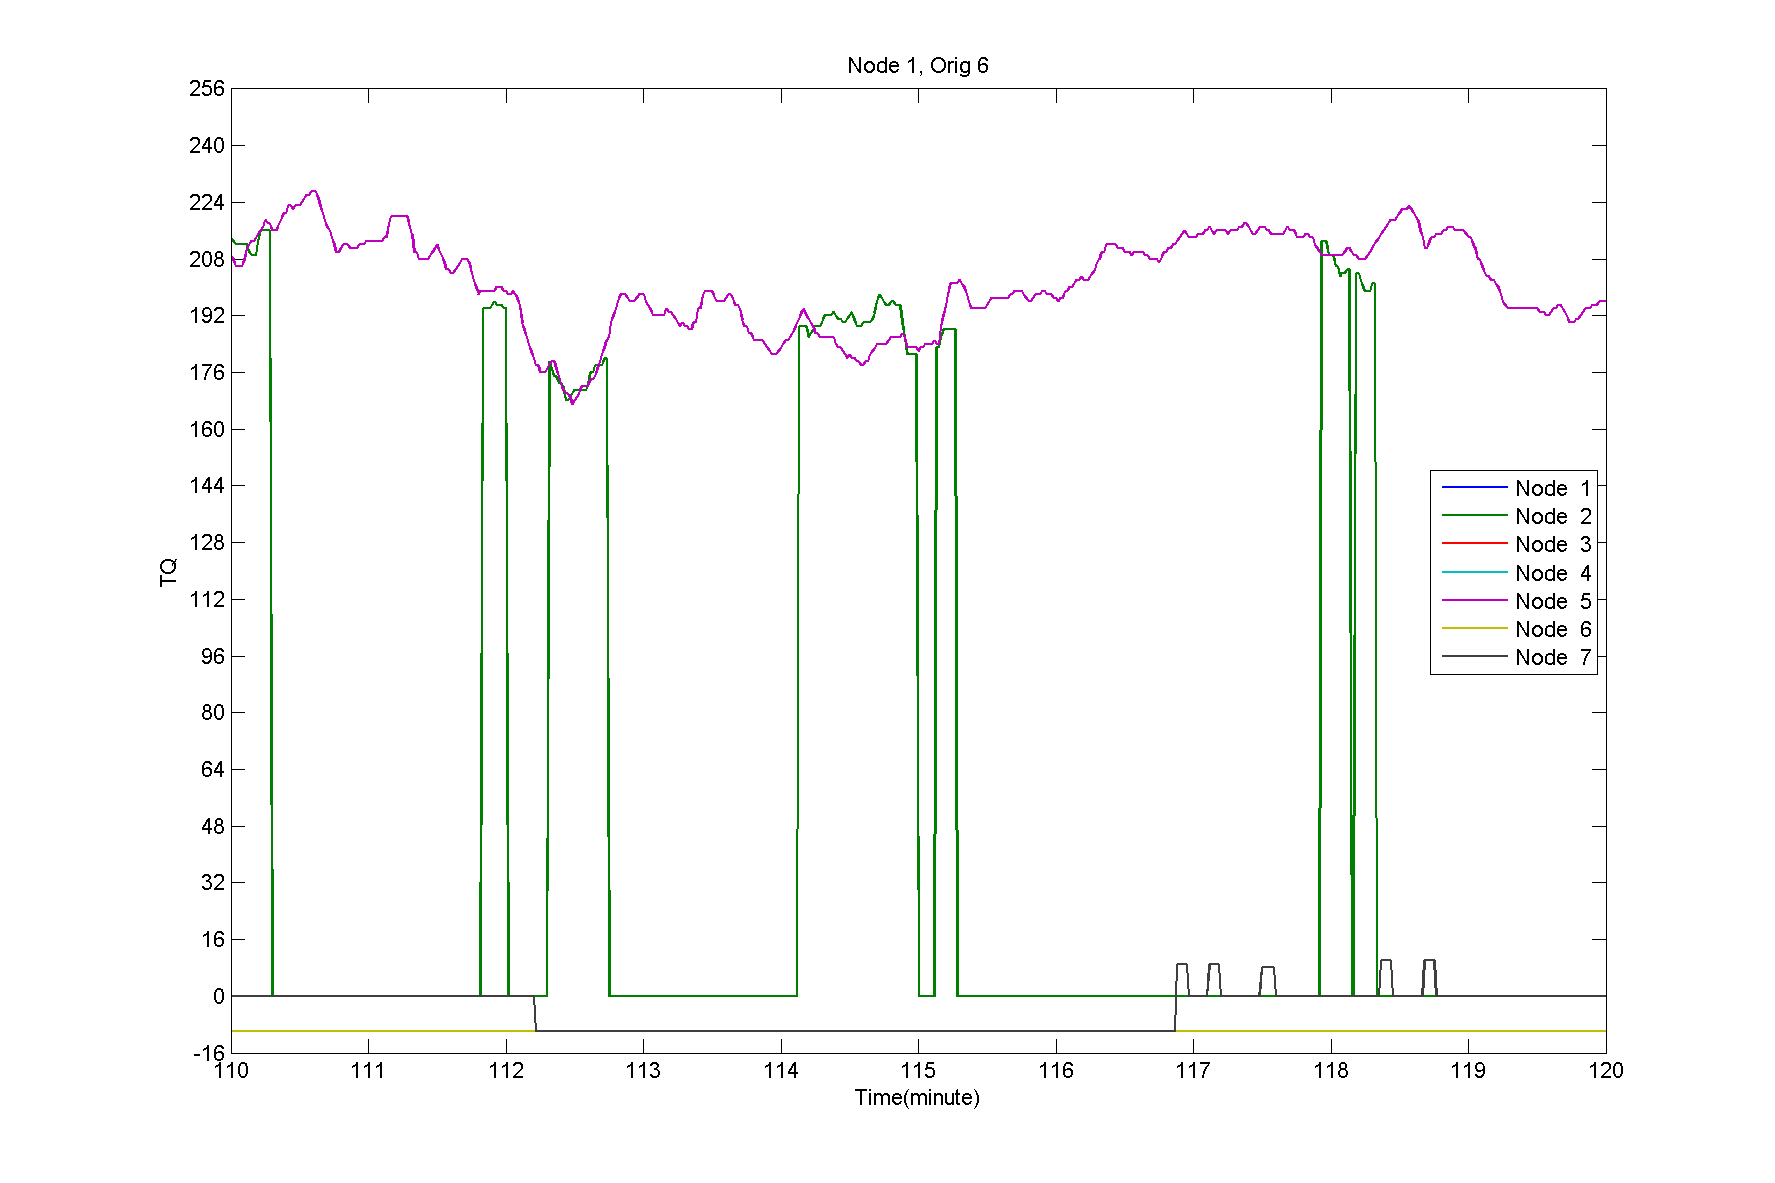 Node 1, Orig 6
256
240
224
208
192
176
160
144
128
112
96
80
64
48
32
16
0
-16
TQ
Node 1
Node 2
Node 3
Node 4
Node 5
Node 6
Node 7
110 111 112 113 114 115 116 117 118 119 120
Time(minute)